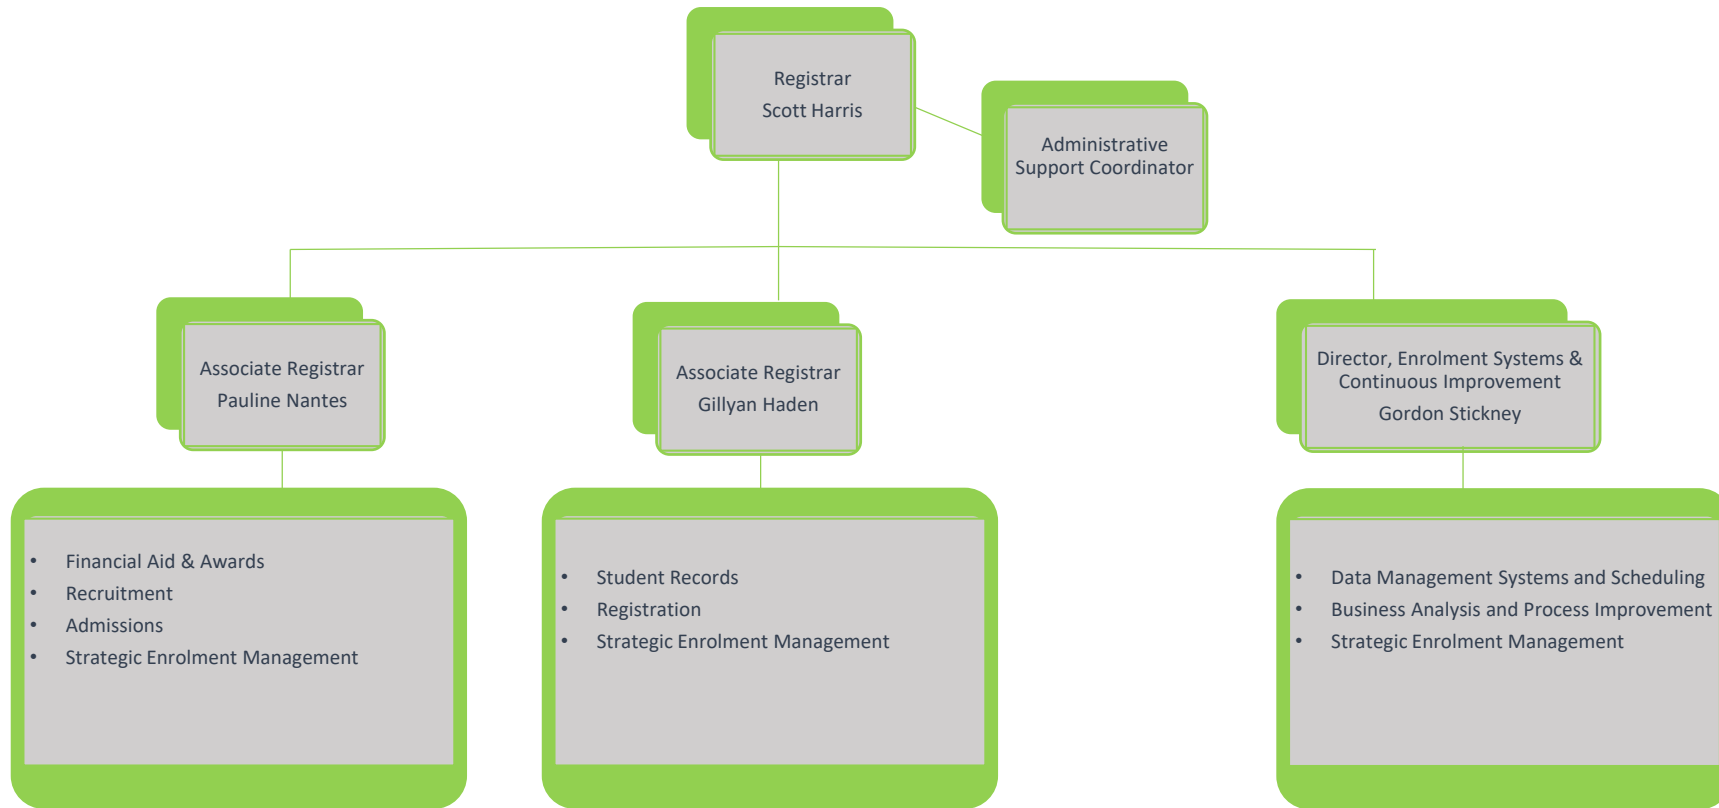 Registrar
Scott Harris
Administrative
Support Coordinator
Associate Registrar
Pauline Nantes
Associate Registrar
Gillyan Haden
Director, Enrolment Systems &
Continuous Improvement
Gordon Stickney
• Financial Aid & Awards
• Recruitment
• Admissions
• Strategic Enrolment Management
• Student Records
• Registration
• Strategic Enrolment Management
• Data Management Systems and Scheduling
• Business Analysis and Process Improvement
• Strategic Enrolment Management